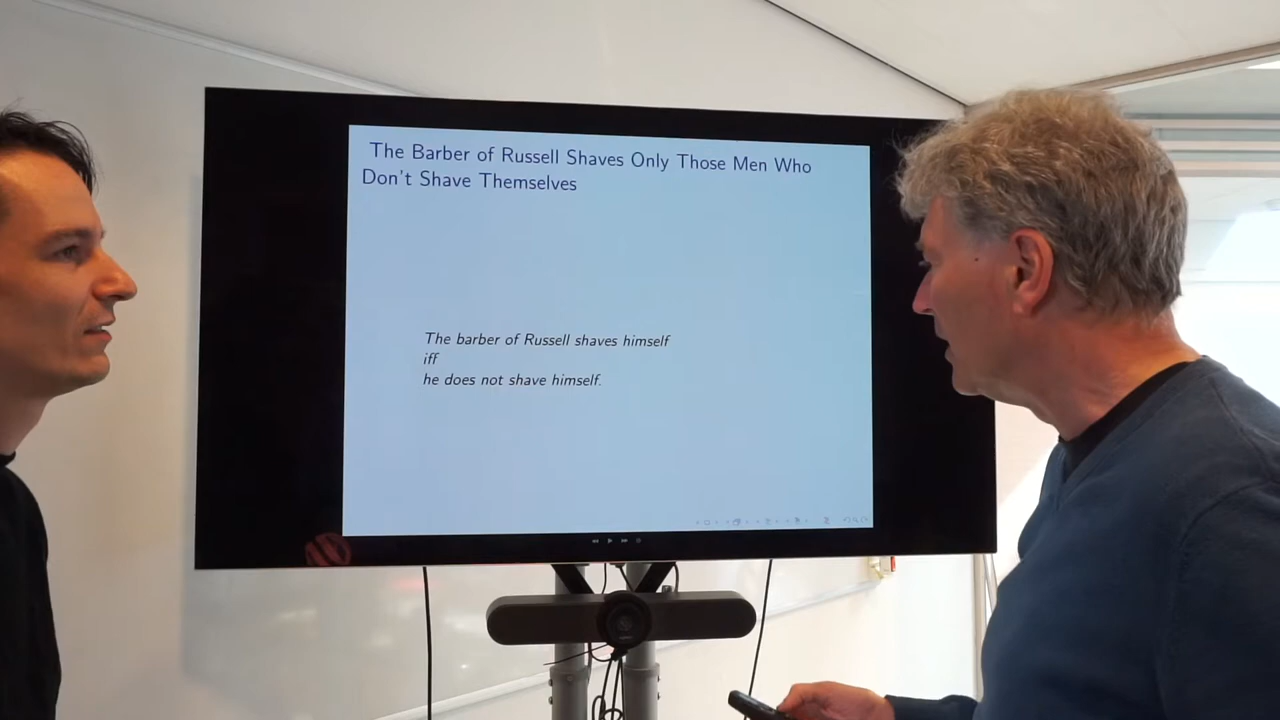 The Barber of Russell Shaves Only Those Men Who
Don't Shave Themselves
The barber of Russell shaves himself
iff
he does not shave himself.